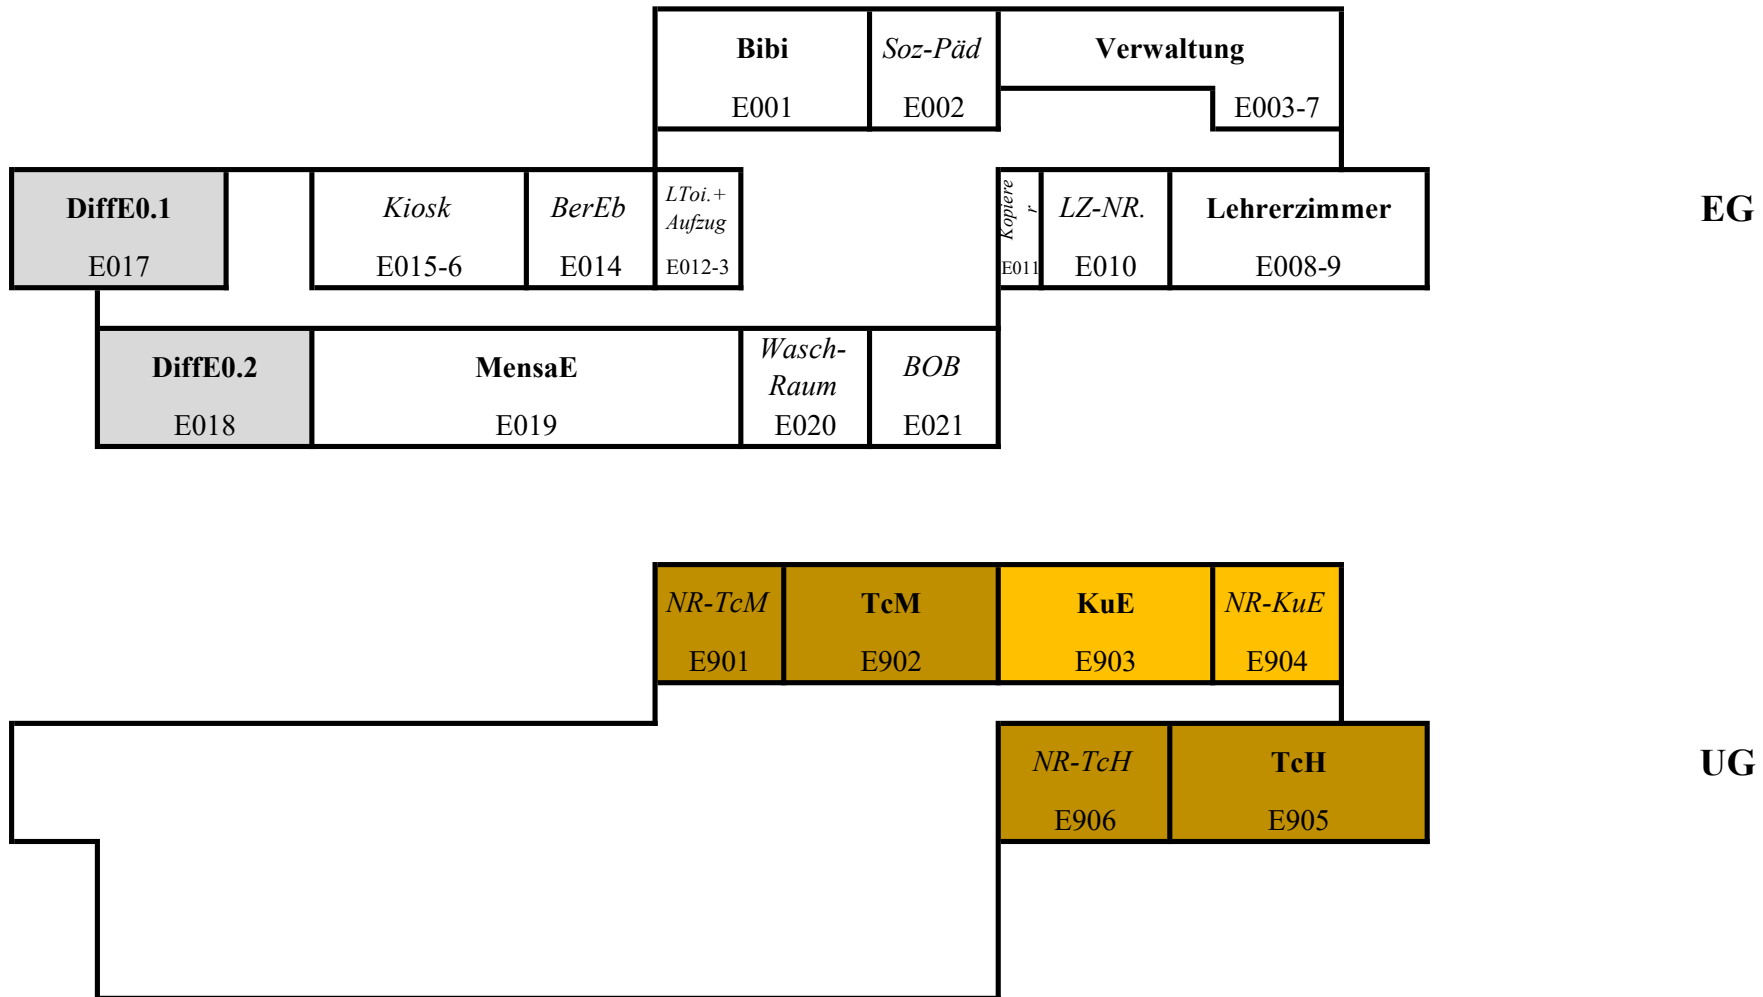 Bibi
Soz-Päd
Verwaltung
E001
E002
E003-7
DiffE0.1
E017
Kiosk
E015-6
BerEb
E014
LToi.+
Aufzug
E012-3
Kopiere
r
E011
LZ-NR.
E010
Lehrerzimmer
E008-9
EG
DiffE0.2
E018
MensaE
E019
Wasch-
Raum
E020
BOB
E021
NR-TcM
E901
TcM
E902
KuE
E903
NR-KuE
E904
NR-TcH
E906
TcH
E905
UG